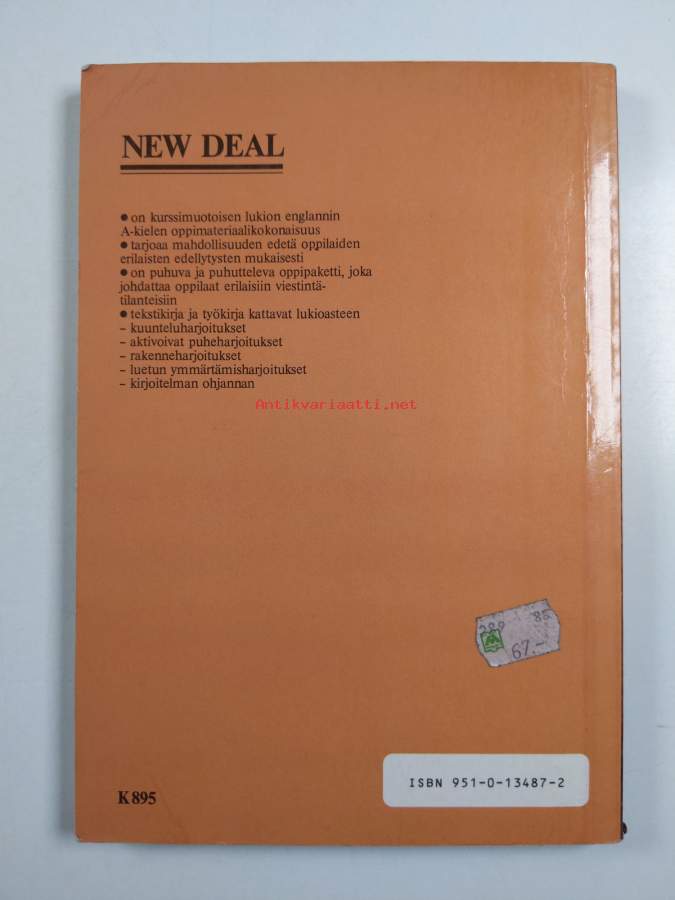 NEW DEAL
● on kurssimuotoisen lukion englannin
A-kielen oppimateriaalikokonaisuus
● tarjoaa mahdollisuuden edetä oppilaiden
erilaisten edellytysten mukaisesti
● on puhuva ja puhutteleva oppipaketti, joka
johdattaa oppilaat erilaisiin viestintä-
tilanteisiin
● tekstikirja ja työkirja kattavat lukioasteen
– kuunteluharjoitukset
– aktivoivat puheharjoitukset
– rakenneharjoitukset
– luetun ymmärtämisharjoitukset
– kirjoitelman ohjannan
Antikvariaatti.net
85
67.-
ISBN 951-0-13487-2
K 895